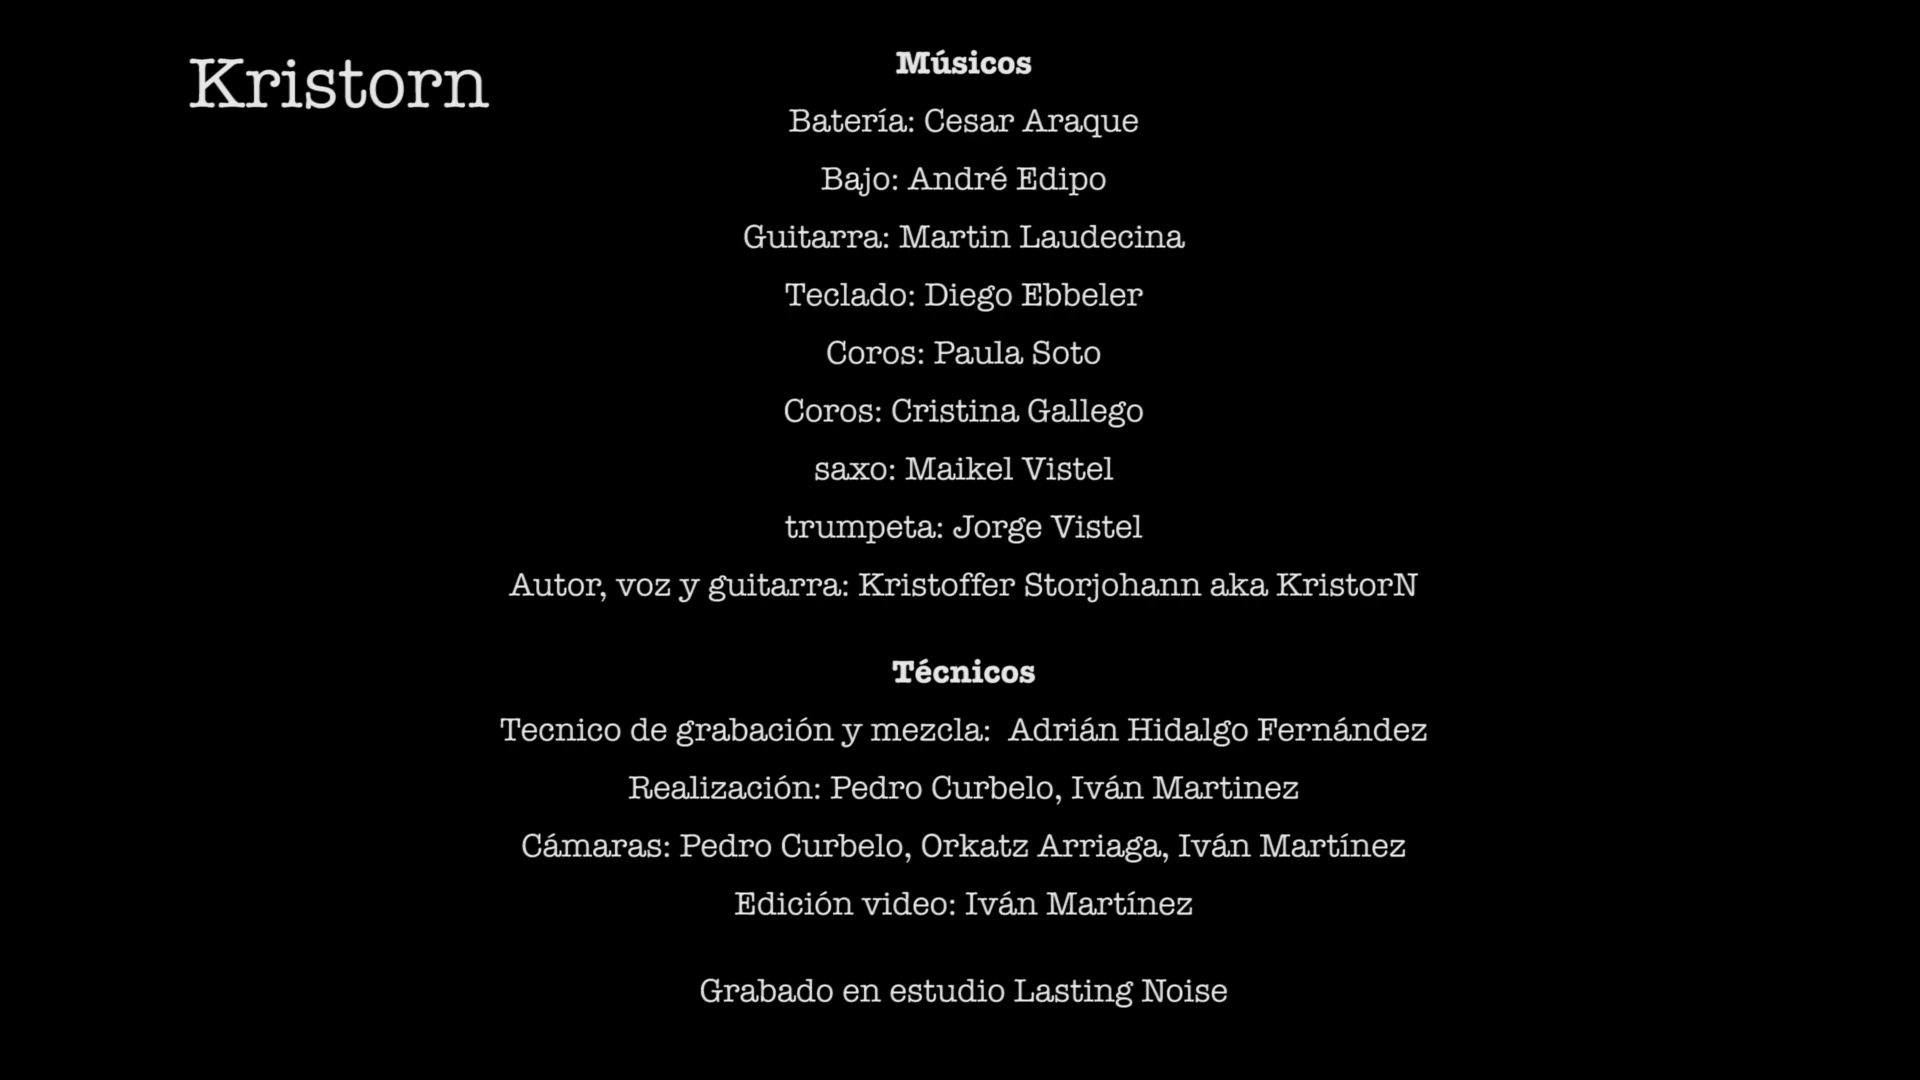 Kristorn
Músicos
Batería: Cesar Araque
Bajo: André Edipo
Guitarra: Martin Laudecina
Teclado: Diego Ebbeler
Coros: Paula Soto
Coros: Cristina Gallego
saxo: Maikel Vistel
trumpeta: Jorge Vistel
Autor, voz y guitarra: Kristoffer Storjohann aka KristorN
Técnicos
Tecnico de grabación y mezcla:  Adrián Hidalgo Fernández
Realización: Pedro Curbelo, Iván Martinez
Cámaras: Pedro Curbelo, Orkatz Arriaga, Iván Martínez
Edición video: Iván Martínez
Grabado en estudio Lasting Noise